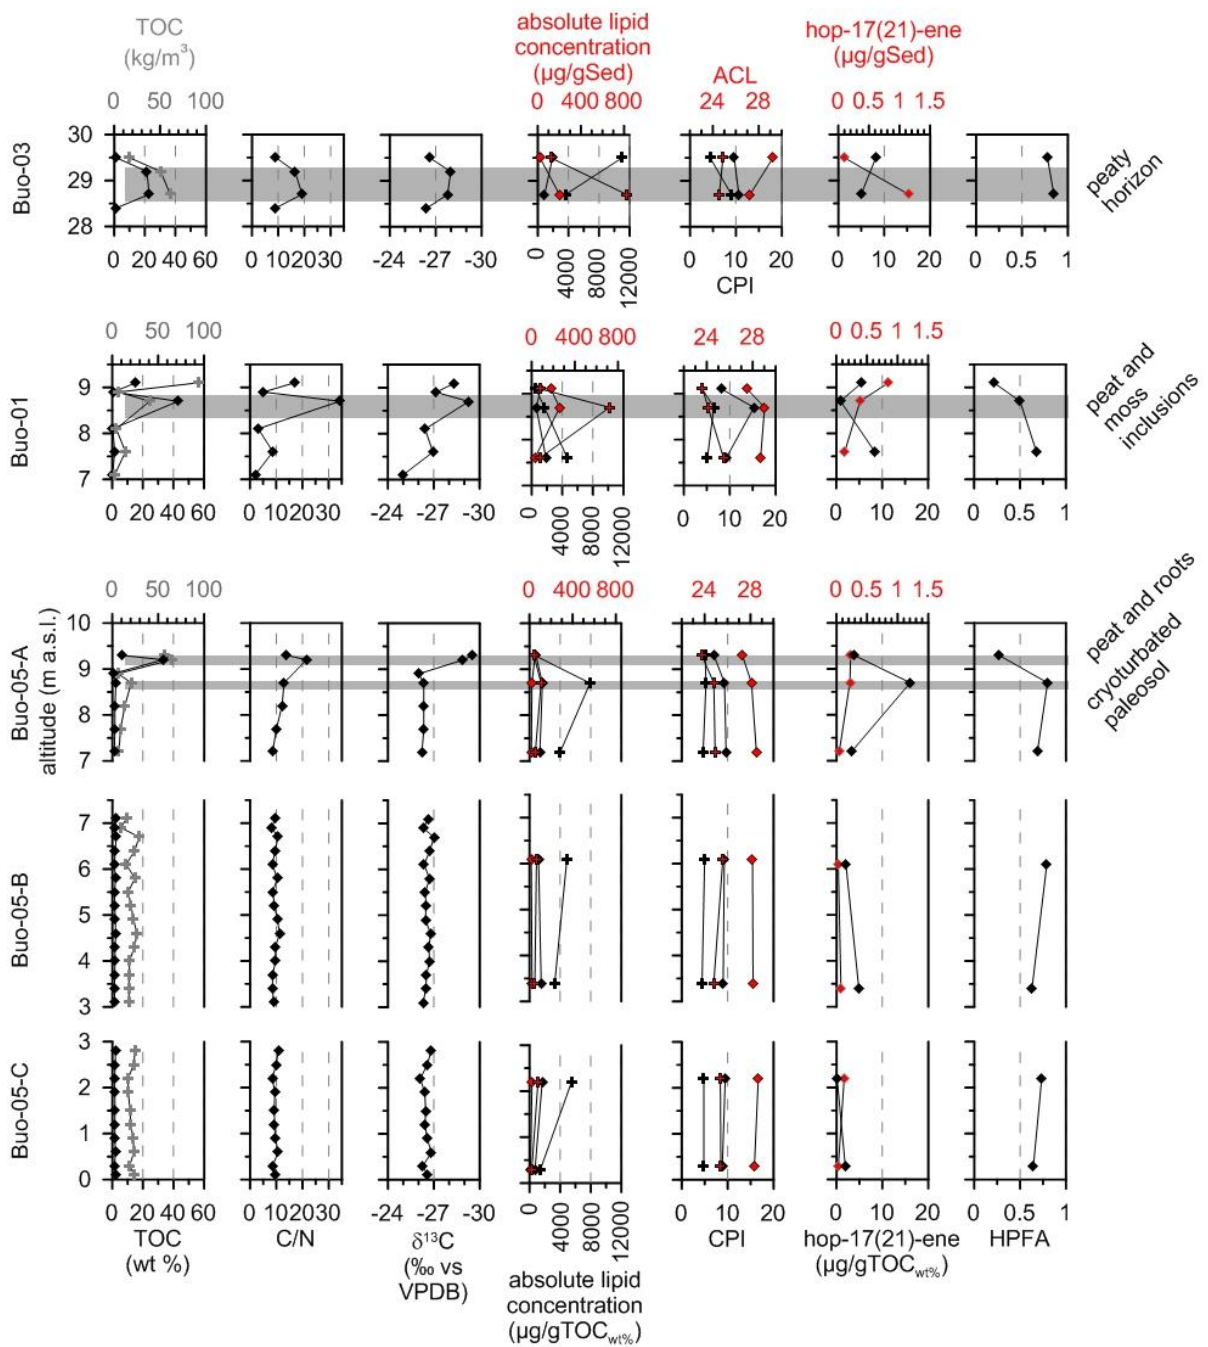 TOC
(kg/m³)
absolute lipid
concentration
(µg/gSed)
ACL
hop-17(21)-ene
(µg/gSed)
0 50 100
0 400 800
24 28
0 0.5 1 1.5
Buo-03
30
29
28
peaty
horizon
0 20 40 60
0 10 20 30
-24 -27 -30
0 4000 8000 12000
0 10 20
CPI
0 10 20
0 0.5 1
0 50 100
0 400 800
24 28
0 0.5 1 1.5
Buo-01
9
8
7
peat and
moss
inclusions
0 20 40 60
0 10 20 30
-24 -27 -30
0 4000 8000 12000
0 10 20
0 10 20
0 0.5 1
0 50 100
0 400 800
24 28
0 0.5 1 1.5
Buo-05-A
altitude (m a.s.l.)
10
9
8
7
peat and roots
cryoturbated
paleosol
Buo-05-B
7
6
5
4
3
Buo-05-C
3
2
1
0
0 20 40 60
TOC
(wt %)
0 10 20 30
C/N
-24 -27 -30
δ¹³C
(‰ vs
VPDB)
0 4000 8000 12000
absolute lipid
concentration
(µg/gTOCwt%)
0 10 20
CPI
0 10 20
hop-17(21)-ene
(µg/gTOCwt%)
0 0.5 1
HPFA